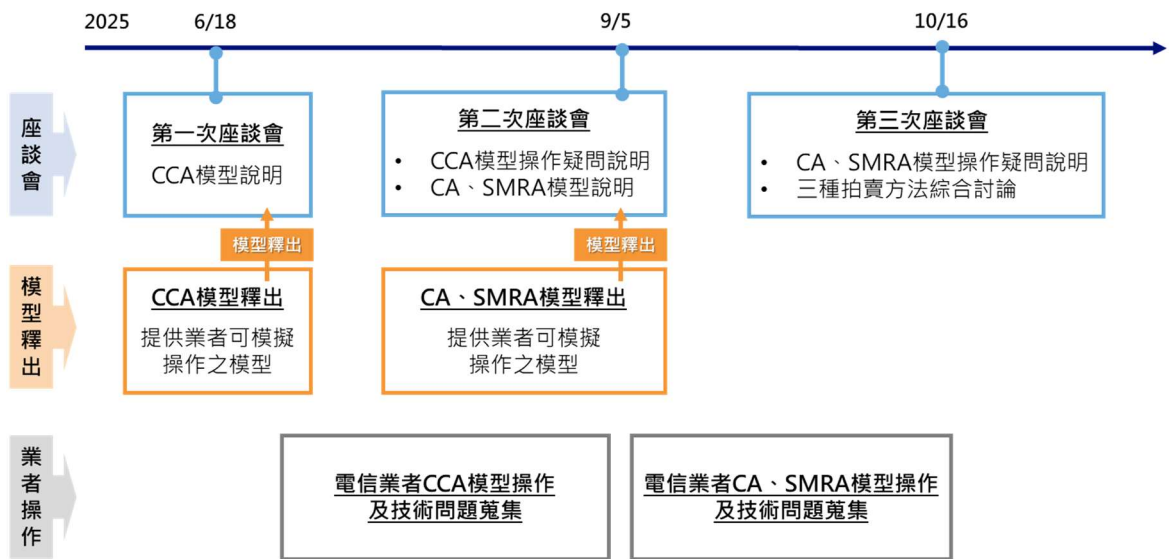 2025
6/18
9/5
10/16
座談會
第一次座談會
CCA模型說明
第二次座談會
• CCA模型操作疑問說明
• CA、SMRA模型說明
第三次座談會
• CA、SMRA模型操作疑問說明
• 三種拍賣方法綜合討論
模型釋出
模型釋出
模型釋出
CCA模型釋出
提供業者可模擬
操作之模型
CA、SMRA模型釋出
提供業者可模擬
操作之模型
業者操作
電信業者CCA模型操作
及技術問題蒐集
電信業者CA、SMRA模型操作
及技術問題蒐集